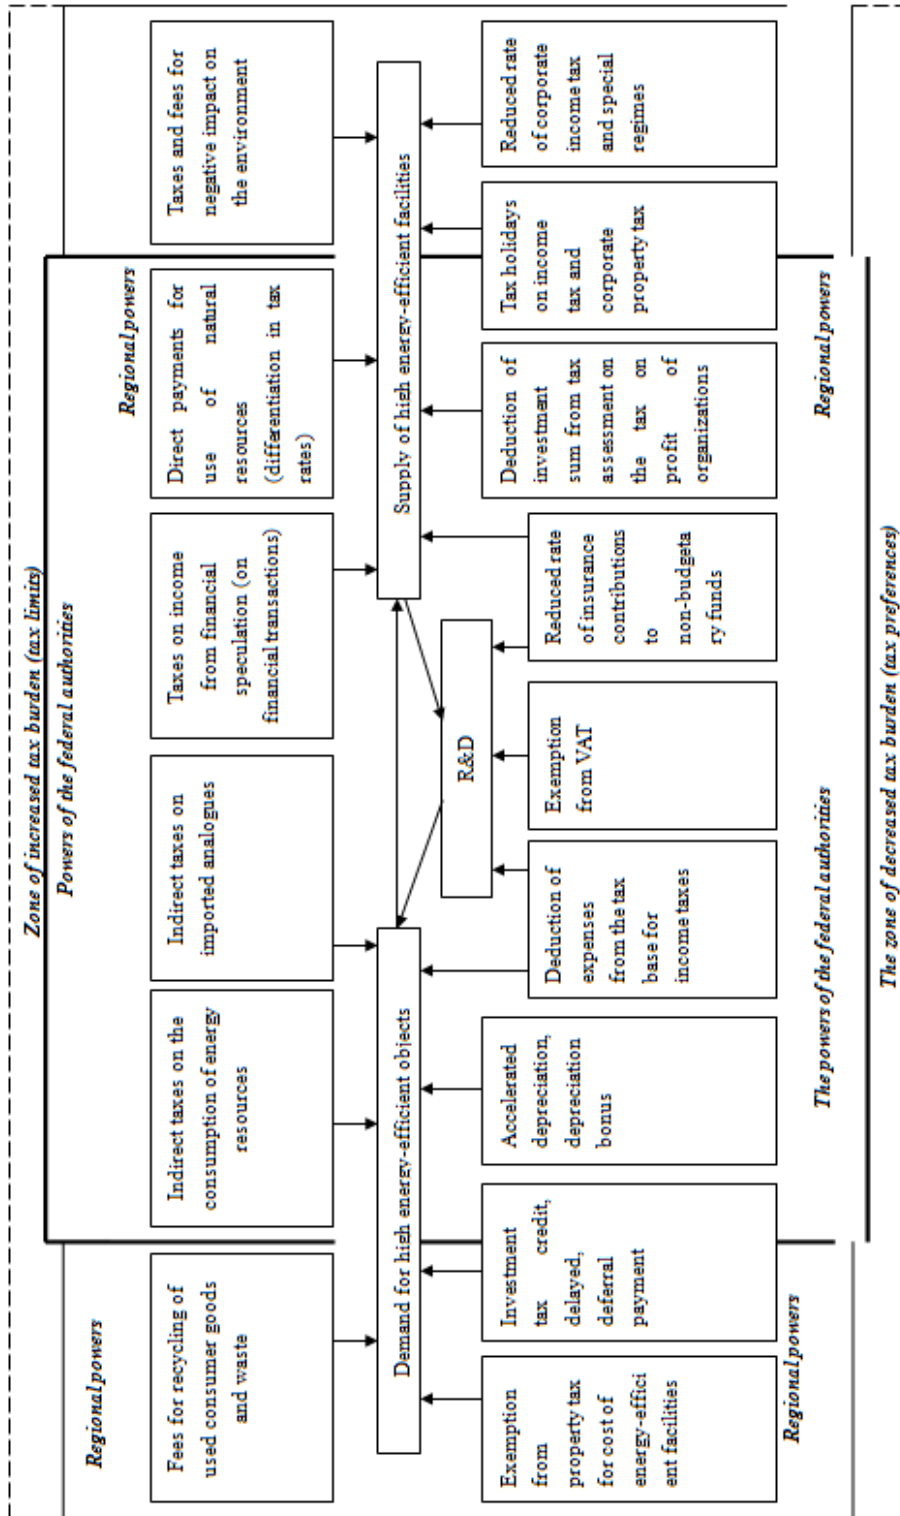 Zone of increased tax burden (tax limits)
Powers of the federal authorities
Regional powers
Regional powers
Fees for recycling of
used consumer goods
and waste
Indirect taxes on the
consumption of energy
resources
Indirect taxes on
imported analogues
Taxes on income
from financial
speculation (on
financial transactions)
Direct payments for
use of natural
resources
(differentiation in tax
rates)
Taxes and fees for
negative impact on
the environment
Demand for high energy-efficient objects
Supply of high energy-efficient facilities
R&D
Exemption
from
property tax
for cost of
energy-effici
ent facilities
Investment
tax credit,
delayed,
deferral
payment
Accelerated
depreciation,
depreciation
bonus
Deduction of
expenses
from the tax
base for
income taxes
Exemption
from VAT
Reduced rate
of insurance
contributions
to
non-budgeta
ry funds
Deduction of
investment
sum from tax
assessment on
the tax on
profit of
organizations
Tax holidays
on income
tax and
corporate
property tax
Reduced rate
of corporate
income tax
and special
regimes
Regional powers
The powers of the federal authorities
Regional powers
The zone of decreased tax burden (tax preferences)